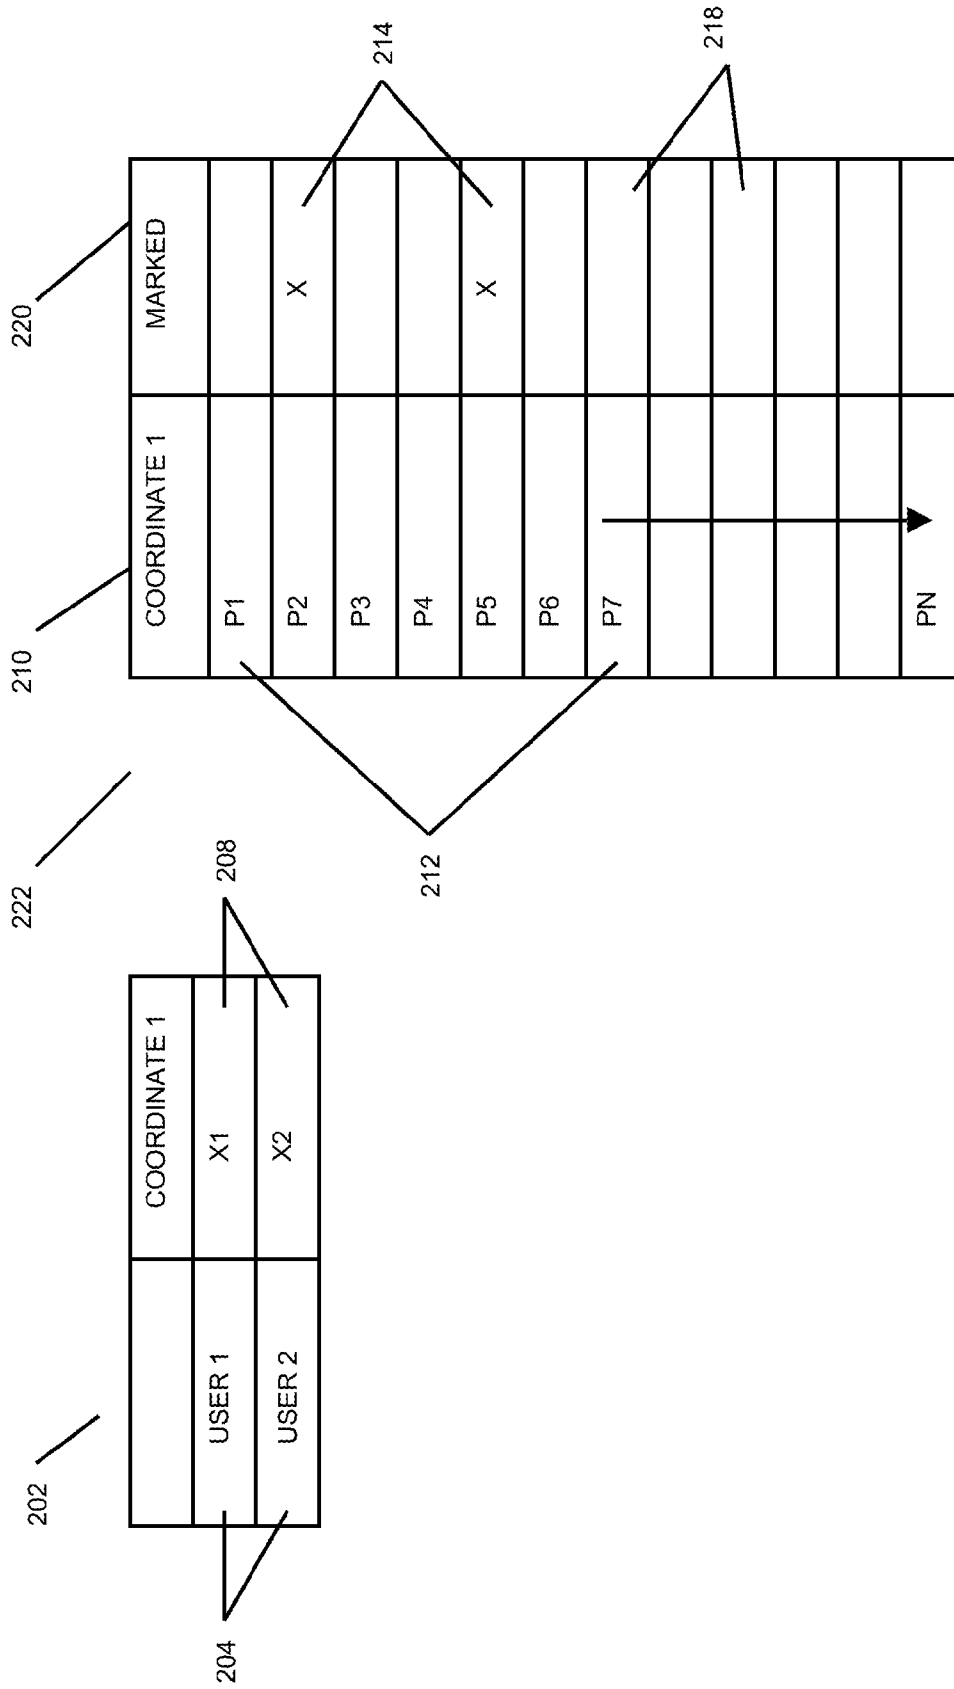 202
222
210
220
COORDINATE 1
USER 1
X1
USER 2
X2
204
208
COORDINATE 1
MARKED
P1
P2
X
P3
P4
P5
X
P6
P7
PN
212
214
218